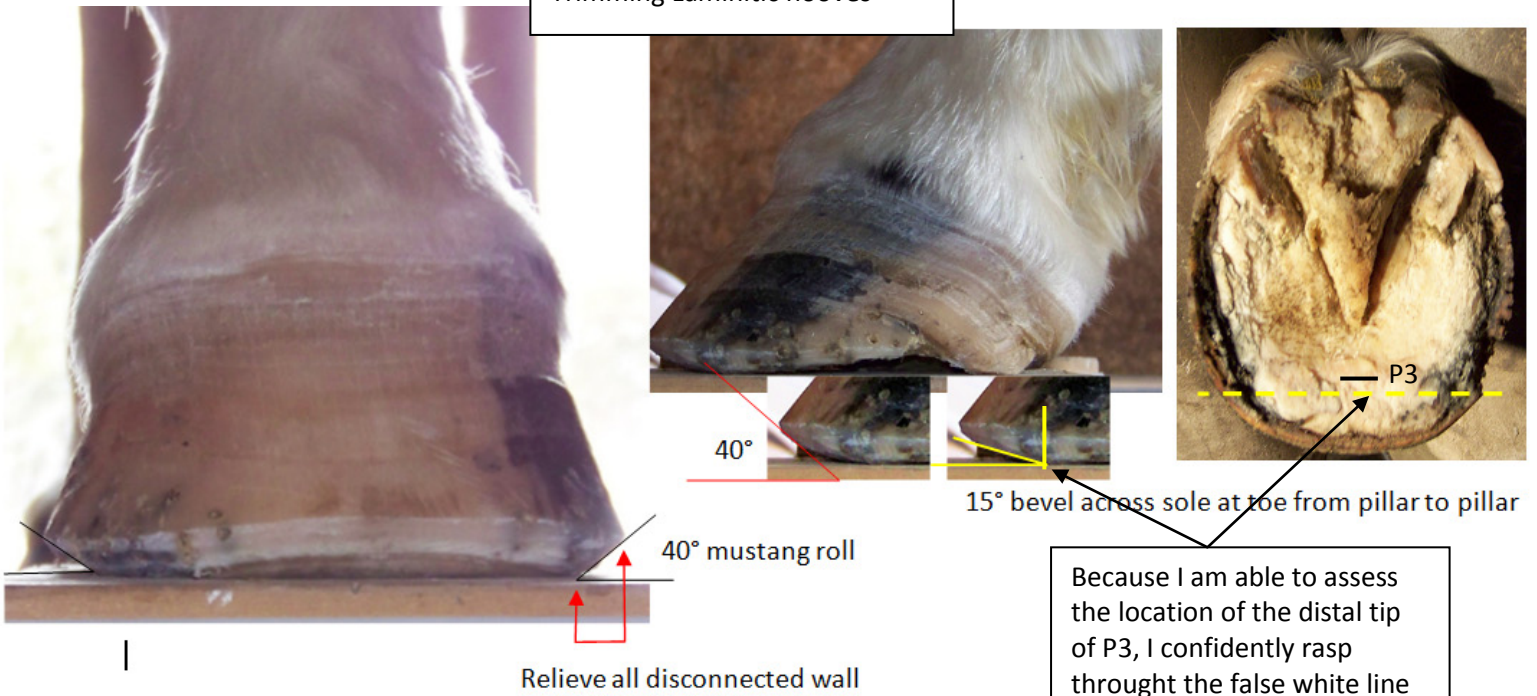 Trimming Laminitic hooves
P3
40°
15° bevel across sole at toe from pillar to pillar
40° mustang roll
Because I am able to assess
the location of the distal tip
of P3, I confidently rasp
throught the false white line
Relieve all disconnected wall